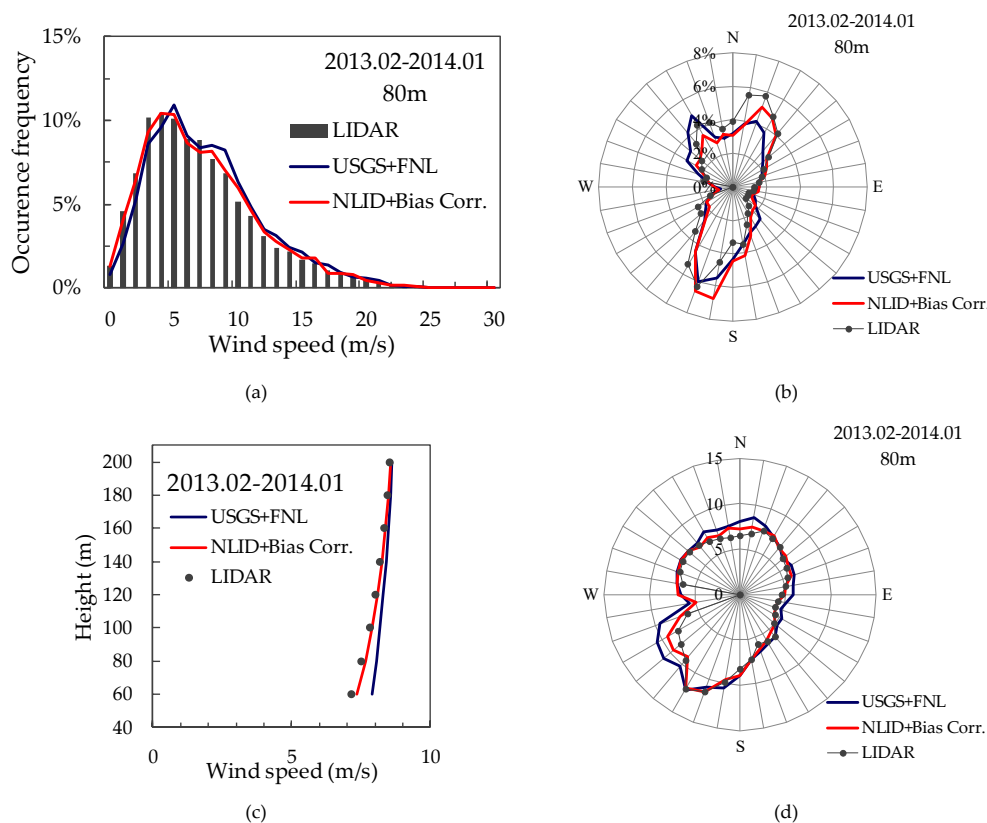 15%
10%
5%
0%
Occurence frequency
2013.02-2014.01
80m
LIDAR
USGS+FNL
NLID+Bias Corr.
0 5 10 15 20 25 30
Wind speed (m/s)
(a)
2013.02-2014.01
80m
N
8%
6%
4%
2%
0%
W
E
S
USGS+FNL
NLID+Bias Corr.
LIDAR
(b)
200
180
160
140
120
100
80
60
40
Height (m)
2013.02-2014.01
USGS+FNL
NLID+Bias Corr.
LIDAR
0 5 10
Wind speed (m/s)
(c)
2013.02-2014.01
80m
N
15
10
5
0
W
E
S
USGS+FNL
NLID+Bias Corr.
LIDAR
(d)